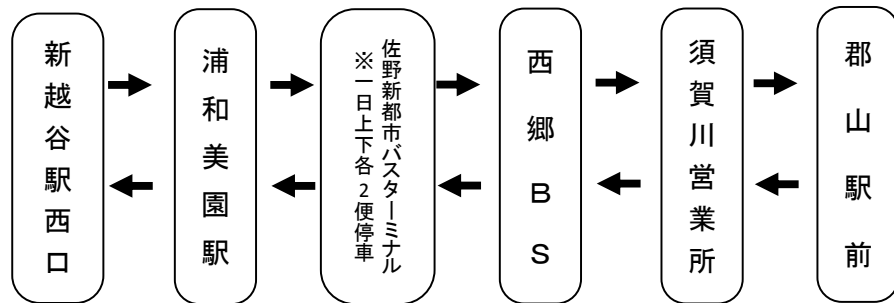 新越谷駅西口
浦和美園駅
佐野新都市バスターミナル
※一日上下各2便停車
西郷BS
須賀川営業所
郡山駅前